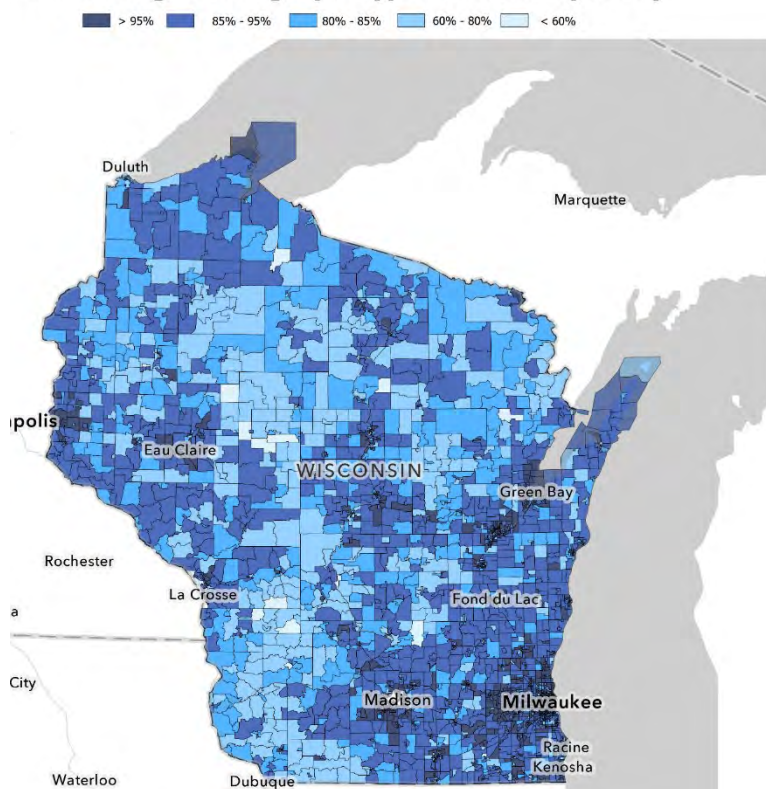 > 95% 85% - 95% 80% - 85% 60% - 80% < 60%
Duluth
Marquette
apolis
Eau Claire
WISCONSIN
Green Bay
Rochester
La Crosse
Fond du Lac
a
City
Madison
Milwaukee
Racine
Kenosha
Waterloo
Dubuque